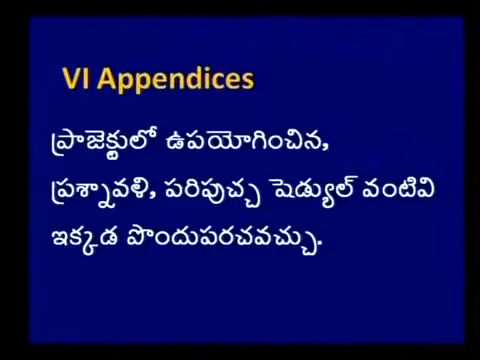 VI Appendices
ప్రాజెక్టులో ఉపయోగించిన,
ప్రశ్నావళి, పరిపుచ్చ షెడ్యుల్ వంటివి
ఇక్కడ పొందుపరచవచ్చు.